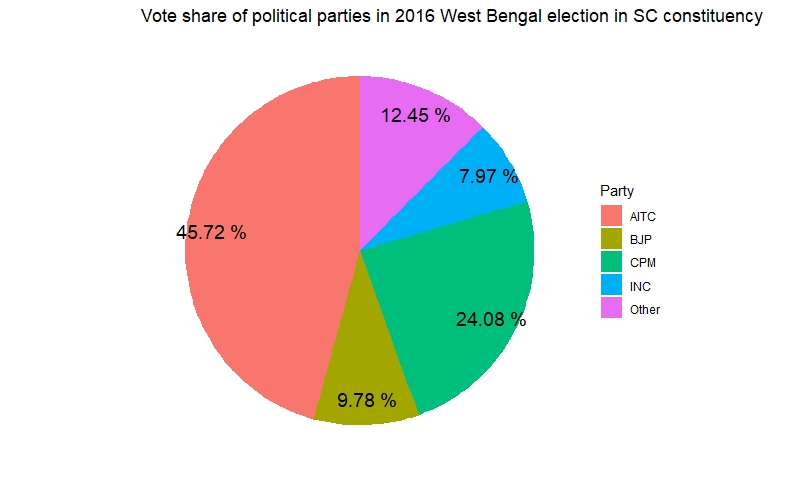 Vote share of political parties in 2016 West Bengal election in SC constituency
12.45 %
7.97 %
45.72 %
24.08 %
9.78 %
Party
AITC
BJP
CPM
INC
Other